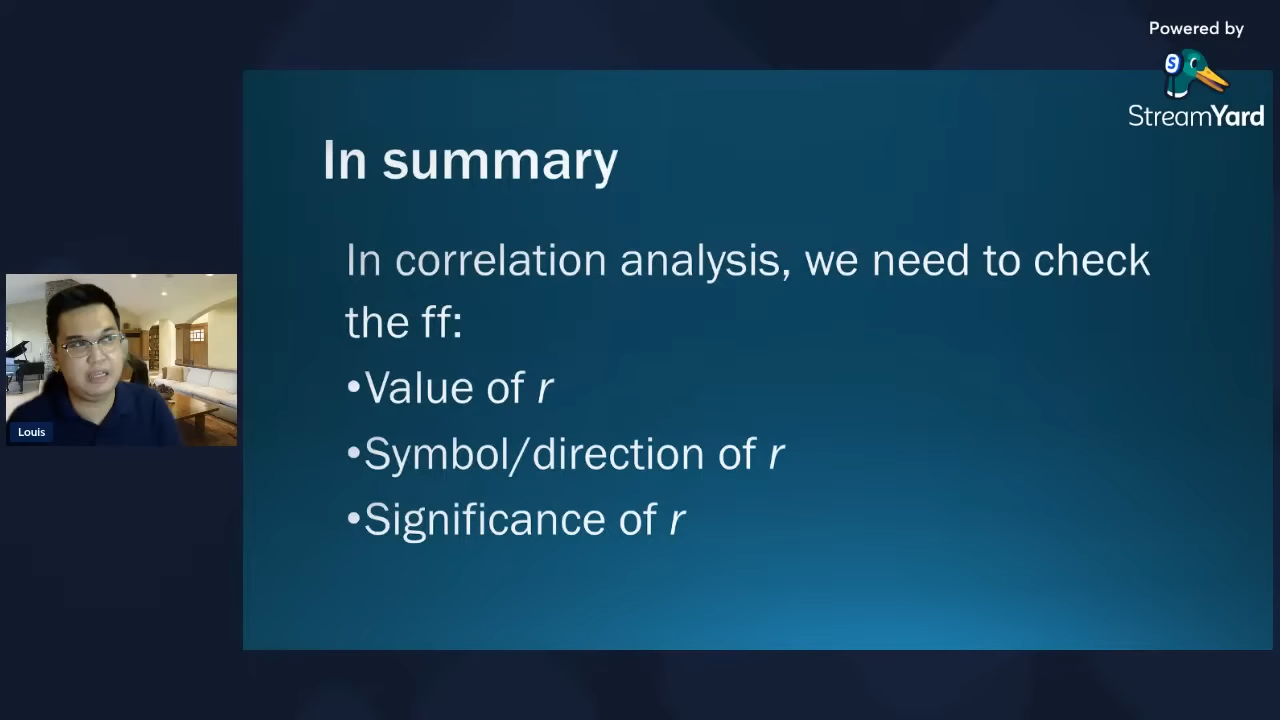 Powered by
S
StreamYard
In summary
In correlation analysis, we need to check
the ff:
•Value of r
•Symbol/direction of r
•Significance of r
Louis